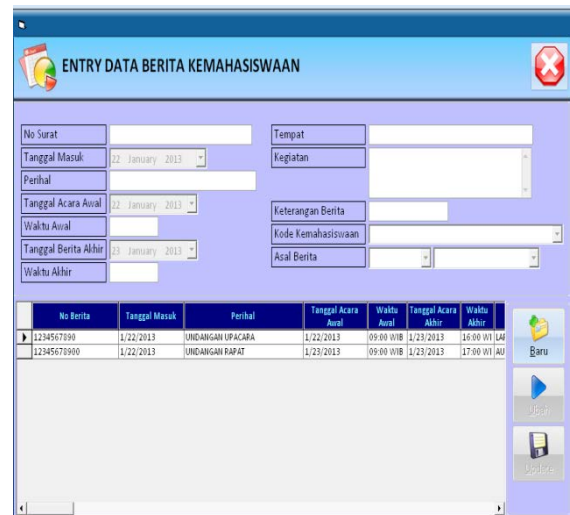 ENTRY DATA BERITA KEMAHASISWAAN
No Surat
Tempat
Tanggal Masuk
22 January 2013
Kegiatan
Perihal
Tanggal Acara Awal
22 January 2013
Keterangan Berita
Waktu Awal
Kode Kemahasiswaan
Tanggal Berita Akhir
23 January 2013
Asal Berita
Waktu Akhir
No Berita Tanggal Masuk Perihal Tanggal Acara Awal Waktu Awal Tanggal Acara Akhir Waktu Akhir
1234567890 1/22/2013 UNDANGAN UPACARA 1/22/2013 09:00 WIB 1/23/2013 16:00 WI
12345678900 1/22/2013 UNDANGAN RAPAT 1/23/2013 09:00 WIB 1/23/2013 17:00 WI AU
Baru
Ubah
Update